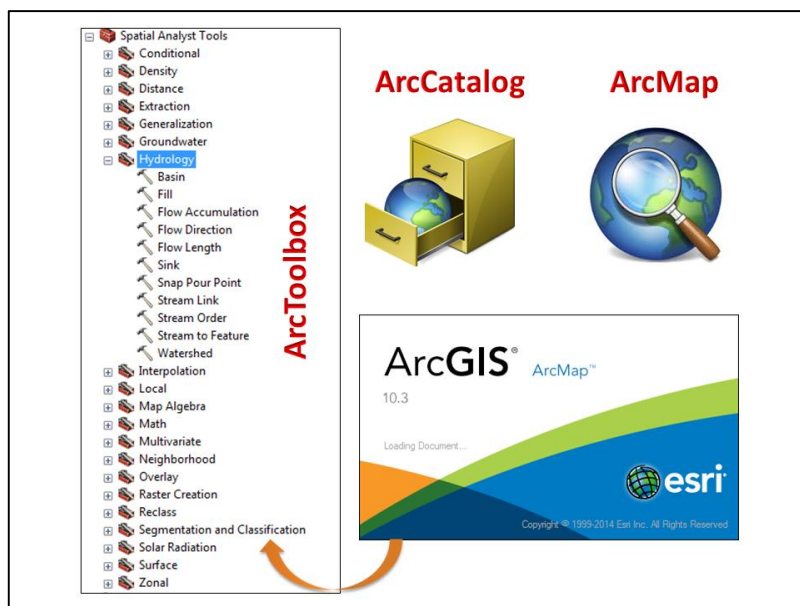 Spatial Analyst Tools
Conditional
Density
Distance
Extraction
Generalization
Groundwater
Hydrology
Basin
Fill
Flow Accumulation
Flow Direction
Flow Length
Sink
Snap Pour Point
Stream Link
Stream Order
Stream to Feature
Watershed
Interpolation
Local
Map Algebra
Math
Multivariate
Neighborhood
Overlay
Raster Creation
Reclass
Segmentation and Classification
Solar Radiation
Surface
Zonal
ArcToolbox
ArcCatalog
ArcMap
ArcGIS® ArcMap™
10.3
Loading Document...
esri
Copyright © 1999-2014 Esri Inc. All Rights Reserved